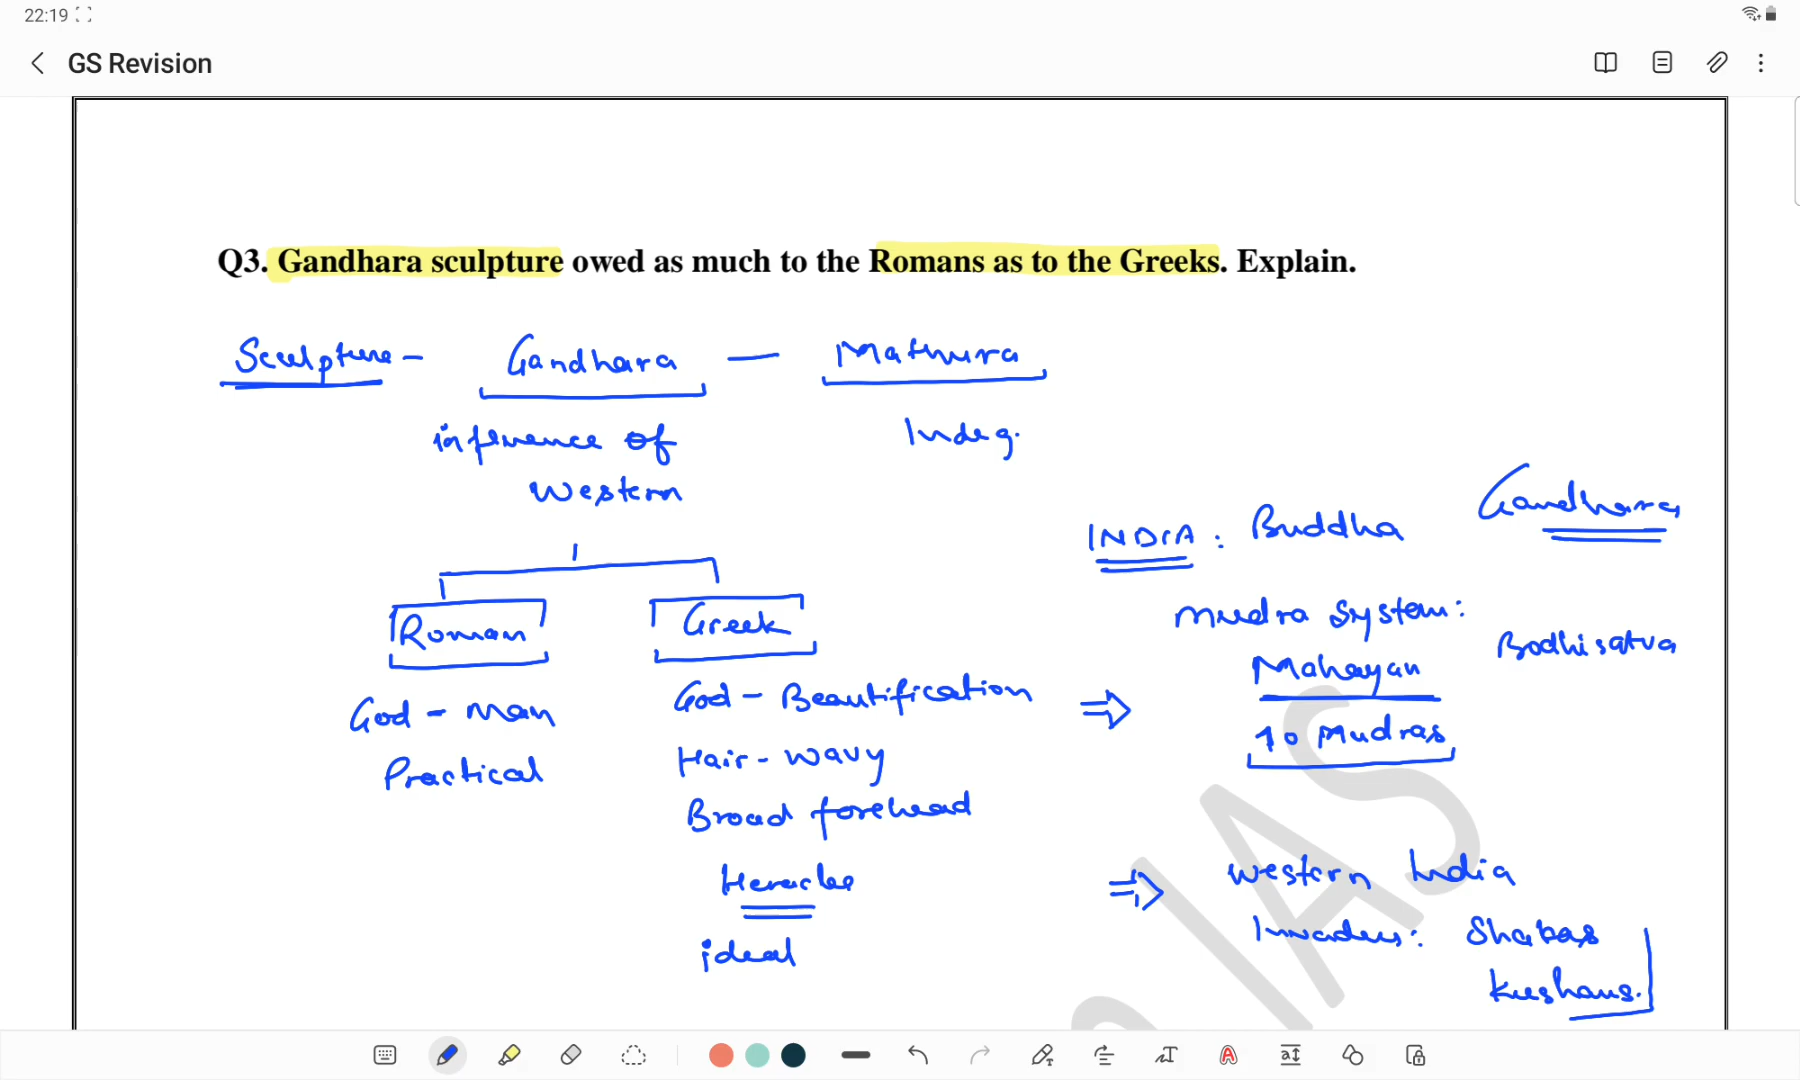 22:19
GS Revision
Q3. Gandhara sculpture owed as much to the Romans as to the Greeks. Explain.
Sculpture - Gandhara — Mathura
influence of
western
Indeg.
Roman
God - Man
Practical
Greek
God - Beautification
Hair - wavy
Broad forehead
Heracles
ideal
INDIA : Buddha
Gandhara
Mudra System:
Mahayan
10 Mudras
Bodhisatva
⇒
⇒ Western India
Invaders: Shakas
Kushans.
IAS